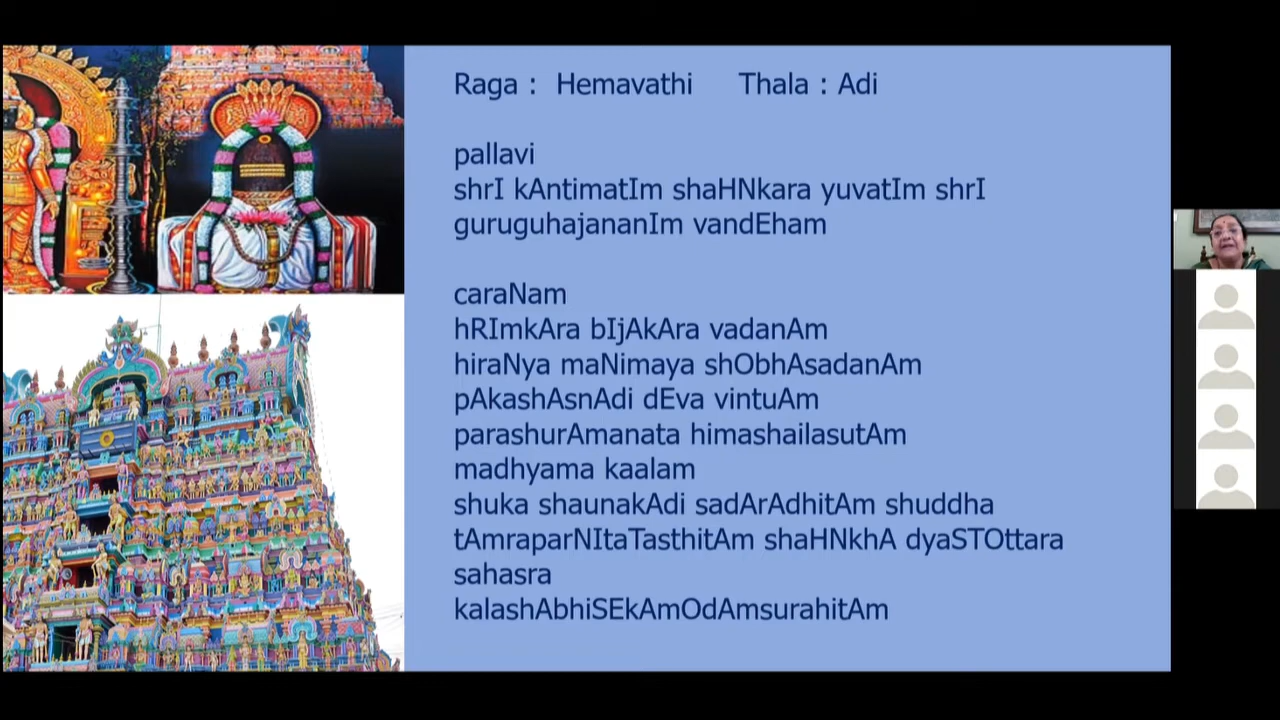 Raga :  Hemavathi     Thala : Adi
pallavi
shrI kAntimatIm shaHNkara yuvatIm shrI
guruguhajananIm vandEham
caraNam
hRImkAra bIjAkAra vadanAm
hiraNya maNimaya shObhAsadanAm
pAkashAsnAdi dEva vintuAm
parashurAmanata himashailasutAm
madhyama kaalam
shuka shaunakAdi sadArAdhitAm shuddha
tAmraparNItaTasthitAm shaHNkhA dyaSTOttara
sahasra
kalashAbhiSEkAmOdAmsurahitAm